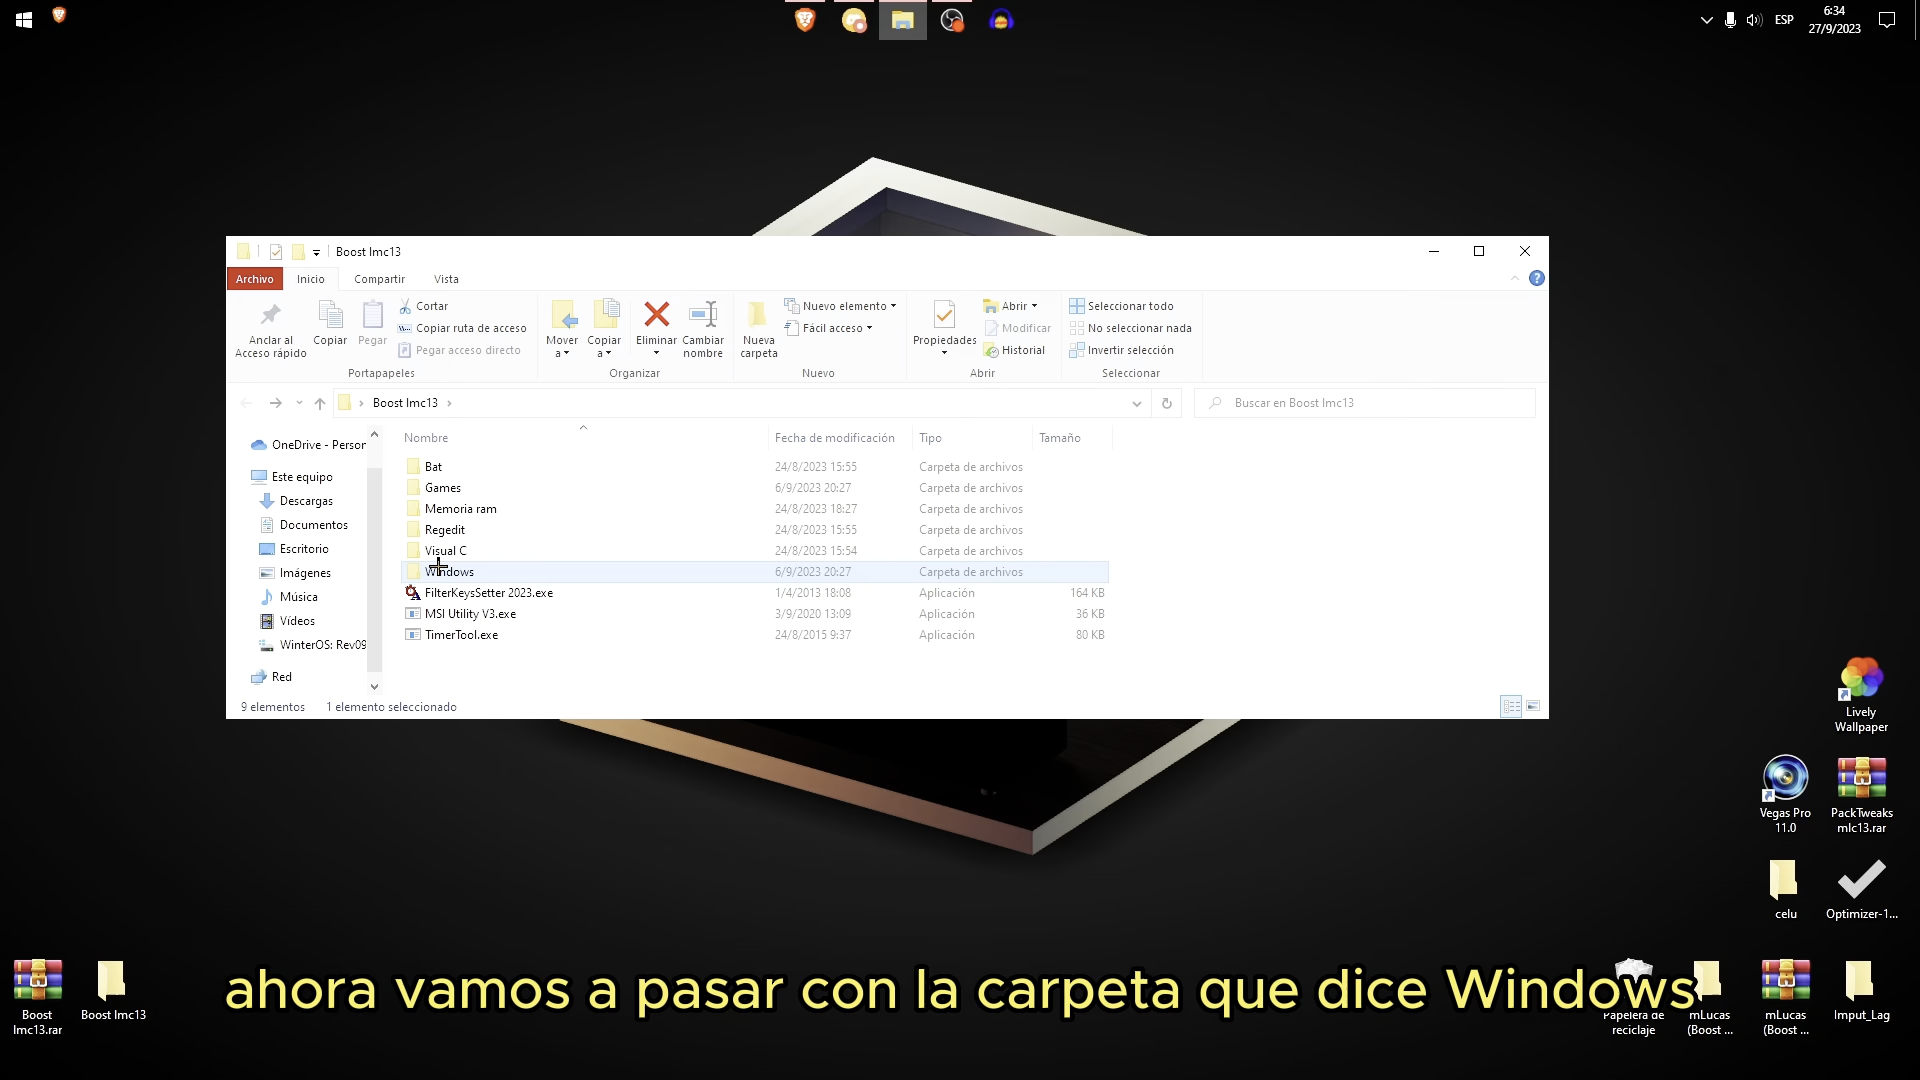 ESP
6:34
27/9/2023
Boost lmc13
Archivo
Inicio
Compartir
Vista
Anclar al
Acceso rápido
Copiar
Pegar
Cortar
Copiar ruta de acceso
Pegar acceso directo
Portapapeles
Mover
a
Copiar
a
Eliminar
Cambiar
nombre
Organizar
Nueva
carpeta
Nuevo elemento
Fácil acceso
Nuevo
Propiedades
Abrir
Modificar
Historial
Abrir
Seleccionar todo
No seleccionar nada
Invertir selección
Seleccionar
Boost lmc13
Buscar en Boost lmc13
OneDrive - Person
Este equipo
Descargas
Documentos
Escritorio
Imágenes
Música
Vídeos
WinterOS: Rev09
Red
Nombre Fecha de modificación Tipo Tamaño
Bat 24/8/2023 15:55 Carpeta de archivos
Games 6/9/2023 20:27 Carpeta de archivos
Memoria ram 24/8/2023 18:27 Carpeta de archivos
Regedit 24/8/2023 15:55 Carpeta de archivos
Visual C 24/8/2023 15:54 Carpeta de archivos
Windows 6/9/2023 20:27 Carpeta de archivos
FilterKeysSetter 2023.exe 1/4/2013 18:08 Aplicación 164 KB
MSI Utility V3.exe 3/9/2020 13:09 Aplicación 36 KB
TimerTool.exe 24/8/2015 9:37 Aplicación 80 KB
9 elementos 1 elemento seleccionado
Lively
Wallpaper
Vegas Pro
11.0
PackTweaks
mlc13.rar
celu
Optimizer-1...
Boost
lmc13.rar
Boost lmc13
ahora vamos a pasar con la carpeta que dice Windows
Papelera de
reciclaje
mLucas
(Boost ...
mLucas
(Boost ...
Imput_Lag